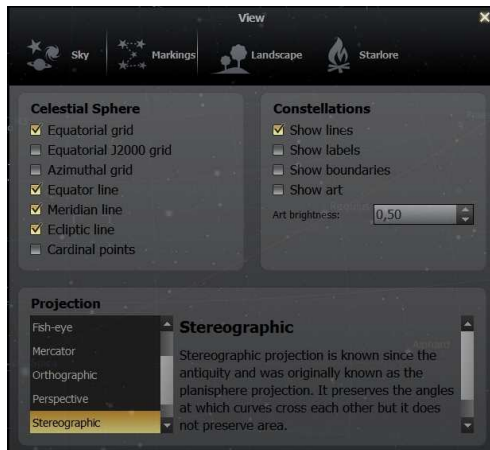 View
Sky
Markings
Landscape
Starlore
Celestial Sphere
Equatorial grid
Equatorial J2000 grid
Azimuthal grid
Equator line
Meridian line
Ecliptic line
Cardinal points
Constellations
Show lines
Show labels
Show boundaries
Show art
Art brightness: 0,50
Projection
Fish-eye
Mercator
Orthographic
Perspective
Stereographic
Stereographic
Stereographic projection is known since the
antiquity and was originally known as the
planisphere projection. It preserves the angles
at which curves cross each other but it does
not preserve area.